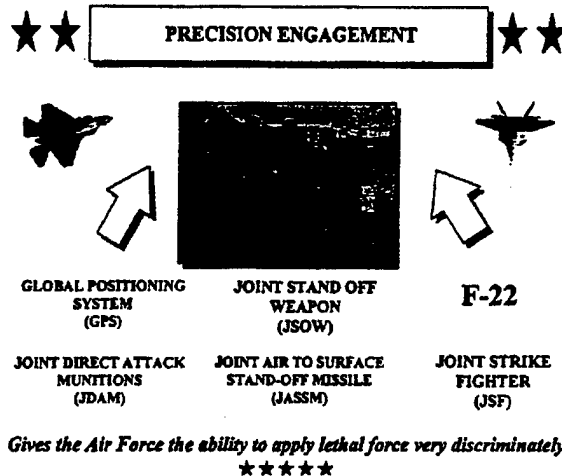 PRECISION ENGAGEMENT
GLOBAL POSITIONING
SYSTEM
(GPS)
JOINT STAND OFF
WEAPON
(JSOW)
F-22
JOINT DIRECT ATTACK
MUNITIONS
(JDAM)
JOINT AIR TO SURFACE
STAND-OFF MISSILE
(JASSM)
JOINT STRIKE
FIGHTER
(JSF)
Gives the Air Force the ability to apply lethal force very discriminately